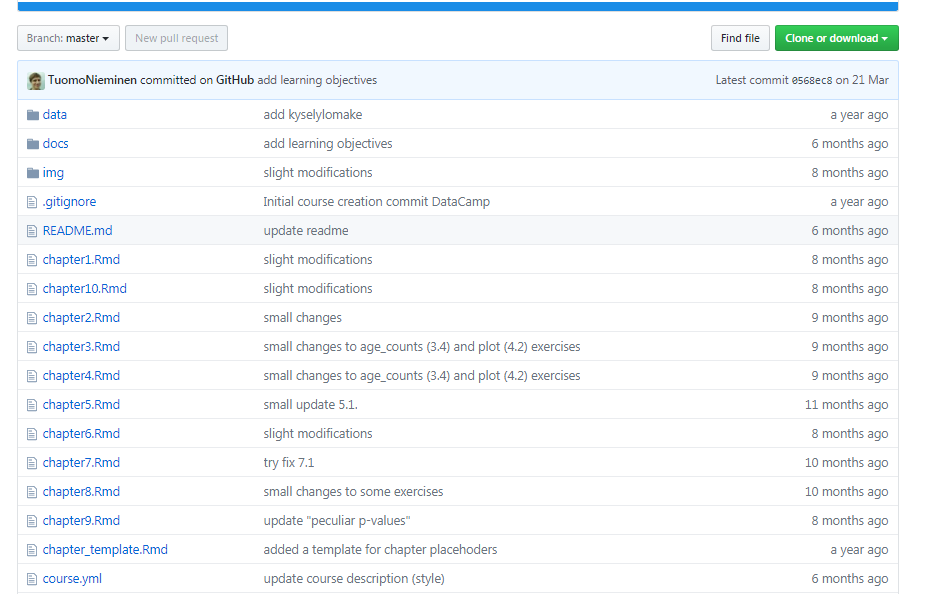 Branch: master New pull request Find file Clone or download
TuomoNieminen committed on GitHub add learning objectives Latest commit 0568ec8 on 21 Mar
data add kyselylomake a year ago
docs add learning objectives 6 months ago
img slight modifications 8 months ago
.gitignore Initial course creation commit DataCamp a year ago
README.md update readme 6 months ago
chapter1.Rmd slight modifications 8 months ago
chapter10.Rmd slight modifications 8 months ago
chapter2.Rmd small changes 9 months ago
chapter3.Rmd small changes to age_counts (3.4) and plot (4.2) exercises 9 months ago
chapter4.Rmd small changes to age_counts (3.4) and plot (4.2) exercises 9 months ago
chapter5.Rmd small update 5.1. 11 months ago
chapter6.Rmd slight modifications 8 months ago
chapter7.Rmd try fix 7.1 10 months ago
chapter8.Rmd small changes to some exercises 10 months ago
chapter9.Rmd update "peculiar p-values" 8 months ago
chapter_template.Rmd added a template for chapter placehoders a year ago
course.yml update course description (style) 6 months ago